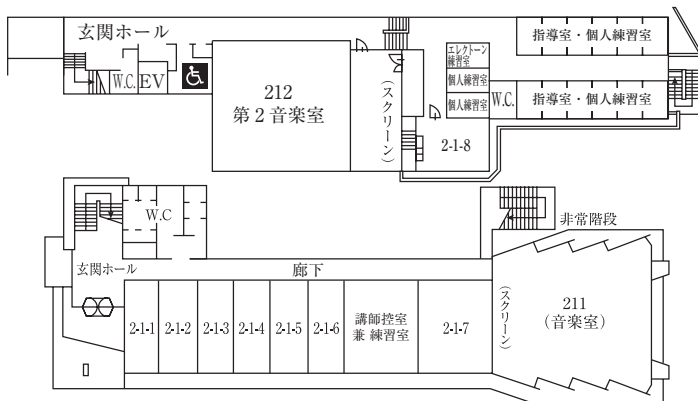 玄関ホール
W.C.
EV
212
第２音楽室
（スクリーン）
エレクトーン
練習室
個人練習室
個人練習室
W.C.
2-1-8
指導室・個人練習室
指導室・個人練習室
W.C
玄関ホール
廊下
非常階段
2-1-1
2-1-2
2-1-3
2-1-4
2-1-5
2-1-6
講師控室
兼 練習室
2-1-7
（スクリーン）
211
（音楽室）